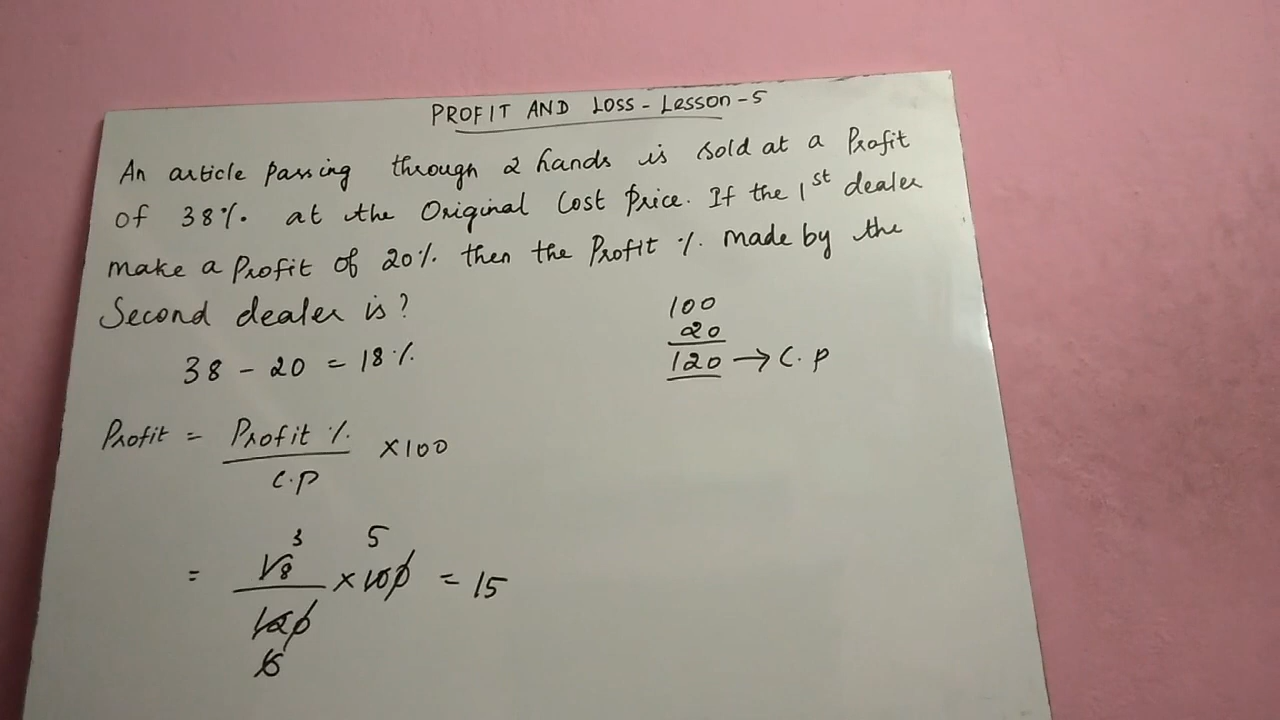 PROFIT AND LOSS - Lesson - 5
An article passing through 2 hands is sold at a Profit
of 38%. at the Original Cost Price. If the 1st dealer
make a Profit of 20%. then the Profit %. made by the
Second dealer is?
100
20
38 - 20 = 18%.
120 → C.P
Profit = Profit %. / C.P × 100
3 5
= 18 / 120 × 100 = 15
6